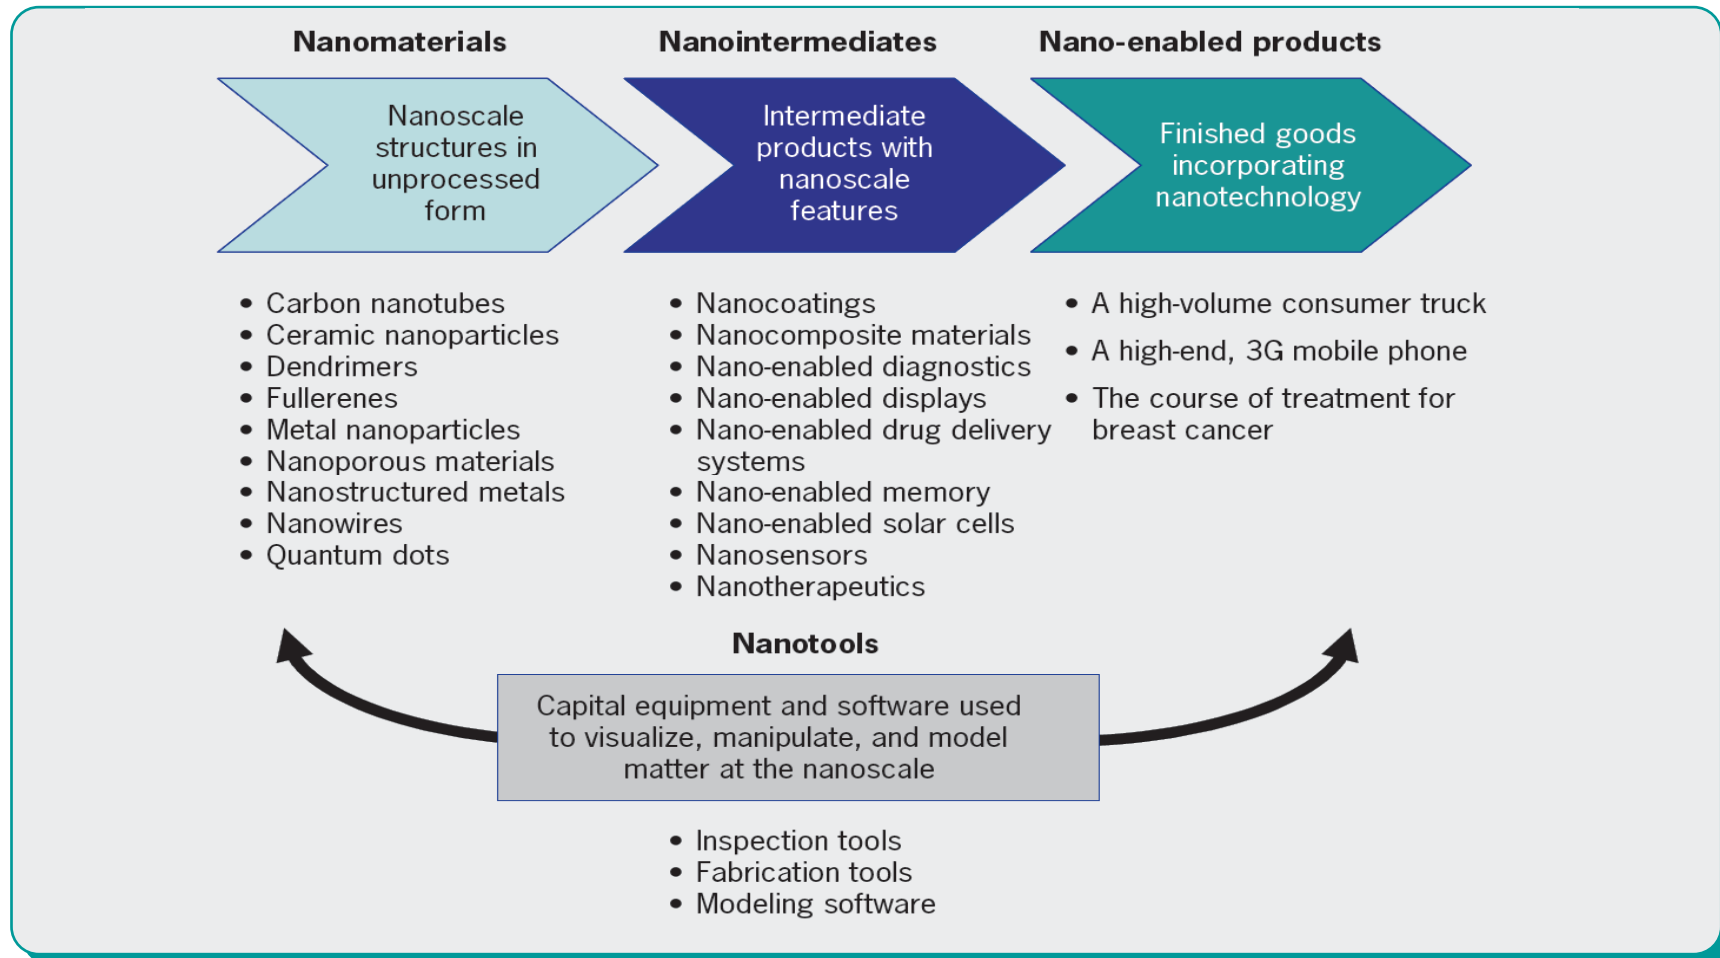 Nanomaterials
Nanoscale
structures in
unprocessed
form
• Carbon nanotubes
• Ceramic nanoparticles
• Dendrimers
• Fullerenes
• Metal nanoparticles
• Nanoporous materials
• Nanostructured metals
• Nanowires
• Quantum dots
Nanointermediates
Intermediate
products with
nanoscale
features
• Nanocoatings
• Nanocomposite materials
• Nano-enabled diagnostics
• Nano-enabled displays
• Nano-enabled drug delivery
systems
• Nano-enabled memory
• Nano-enabled solar cells
• Nanosensors
• Nanotherapeutics
Nano-enabled products
Finished goods
incorporating
nanotechnology
• A high-volume consumer truck
• A high-end, 3G mobile phone
• The course of treatment for
breast cancer
Nanotools
Capital equipment and software used
to visualize, manipulate, and model
matter at the nanoscale
• Inspection tools
• Fabrication tools
• Modeling software